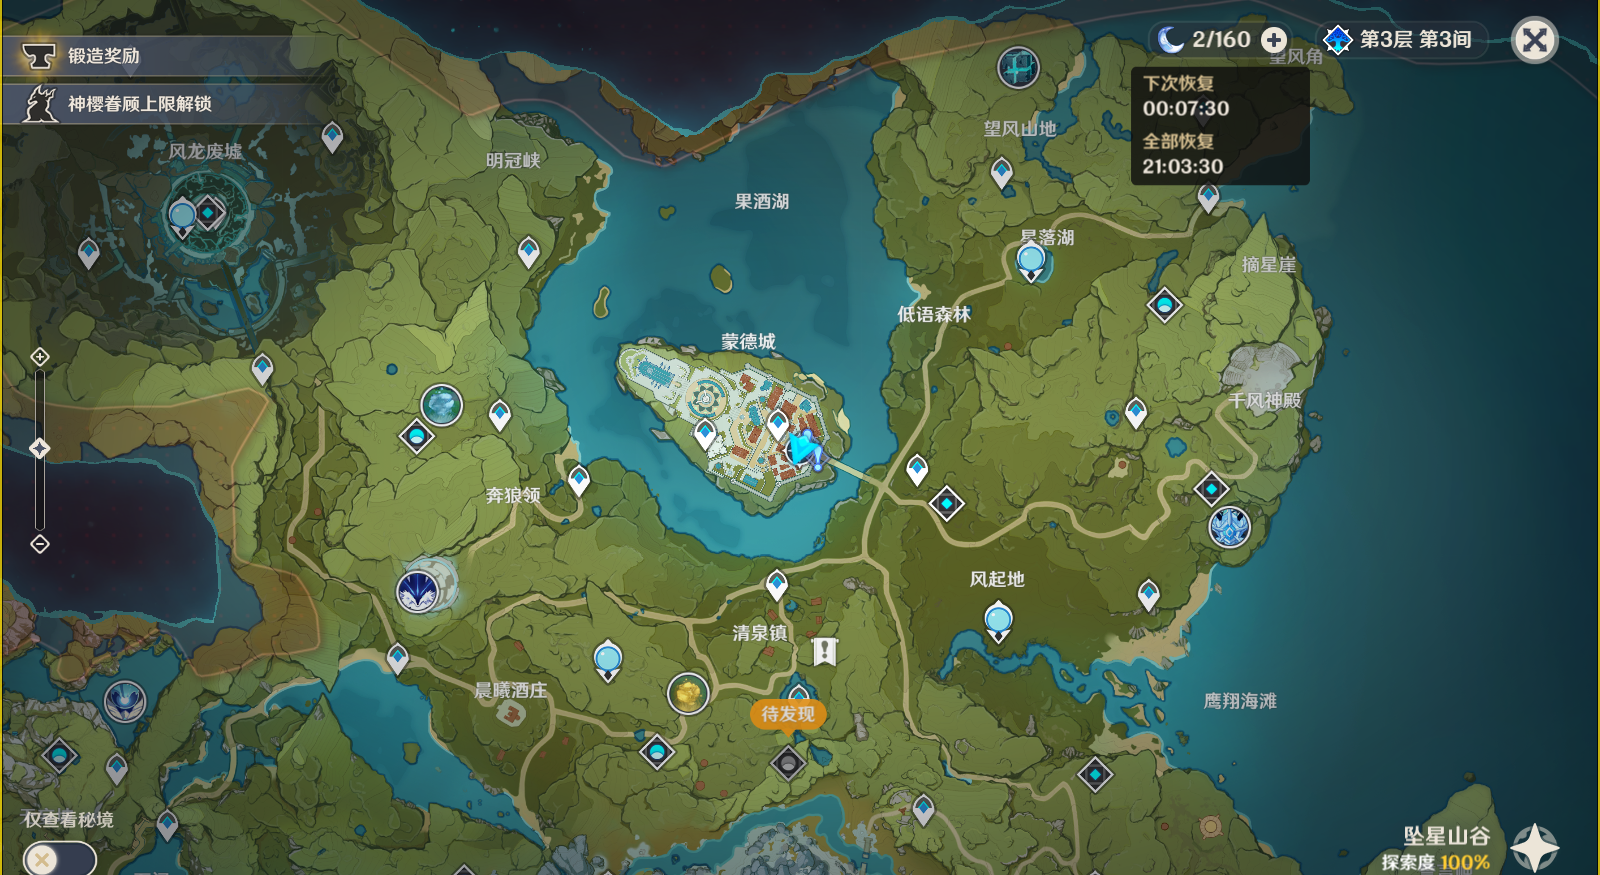 锻造奖励
神樱眷顾上限解锁
2/160
第3层 第3间
望风角
下次恢复
00:07:30
全部恢复
21:03:30
望风山地
风龙废墟
明冠峡
果酒湖
星落湖
摘星崖
低语森林
蒙德城
千风神殿
奔狼领
风起地
清泉镇
晨曦酒庄
鹰翔海滩
待发现
仅查看秘境
坠星山谷
探索度 100%